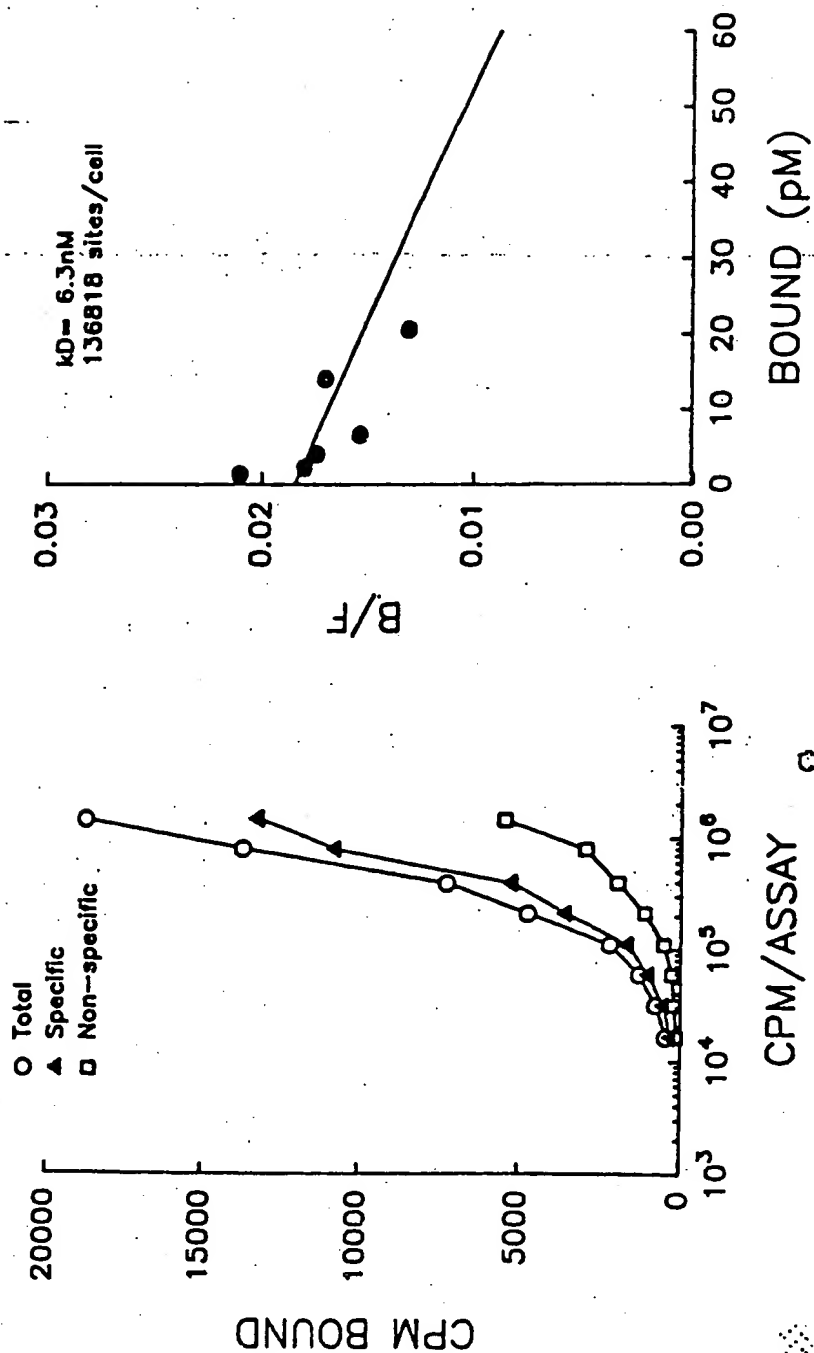 ○ Total
▲ Specific
□ Non-specific
CPM BOUND
20000
15000
10000
5000
0
10³
10⁴
10⁵
10⁶
10⁷
CPM/ASSAY
kD= 6.3nM
136818 sites/cell
B/F
0.03
0.02
0.01
0.00
0
10
20
30
40
50
60
BOUND (pM)